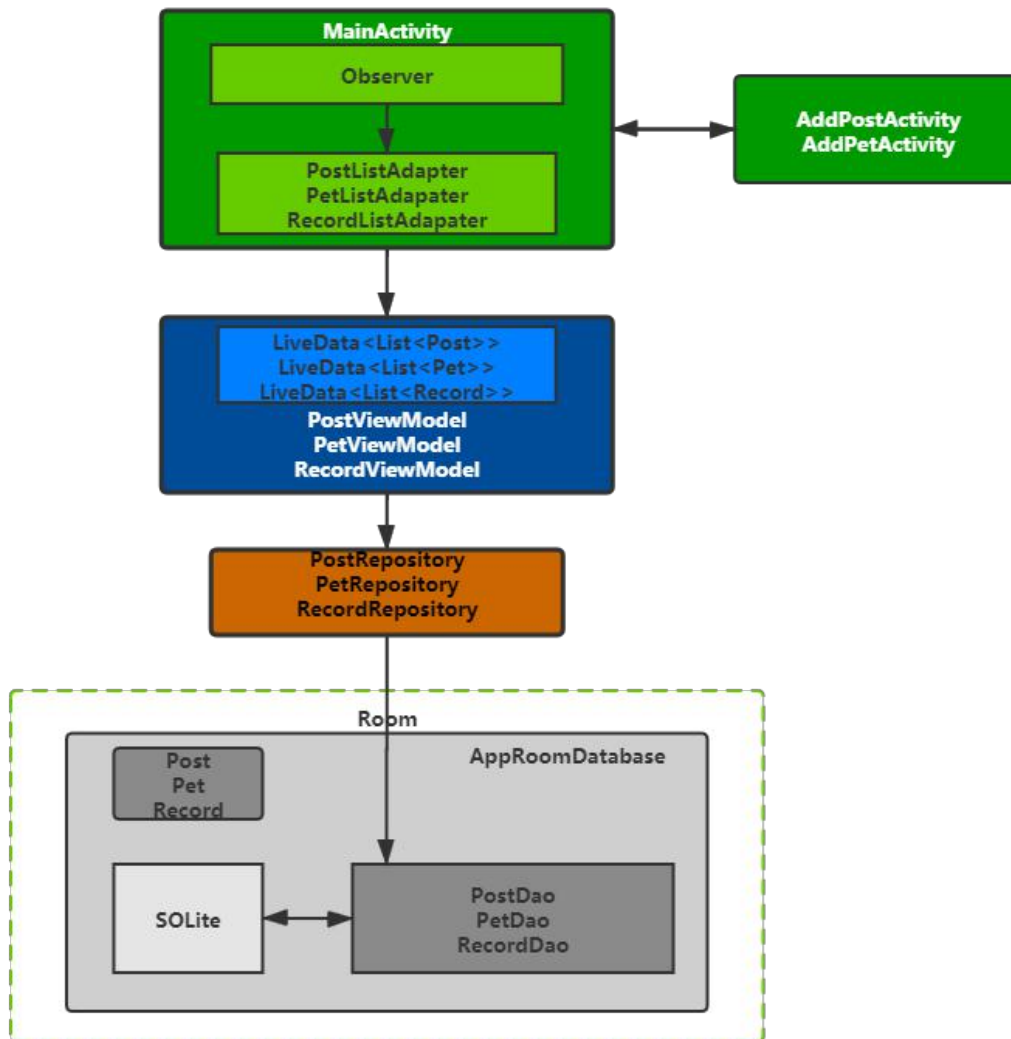 MainActivity
Observer
PostListAdapter
PetListAdapater
RecordListAdapater
AddPostActivity
AddPetActivity
LiveData<List<Post>>
LiveData<List<Pet>>
LiveData<List<Record>>
PostViewModel
PetViewModel
RecordViewModel
PostRepository
PetRepository
RecordRepository
Room
AppRoomDatabase
Post
Pet
Record
SOLite
PostDao
PetDao
RecordDao